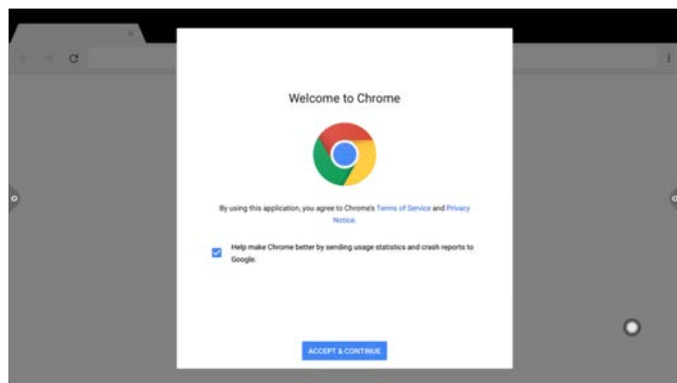 Welcome to Chrome
By using this application, you agree to Chrome's Terms of Service and Privacy
Notice.
Help make Chrome better by sending usage statistics and crash reports to
Google.
ACCEPT & CONTINUE